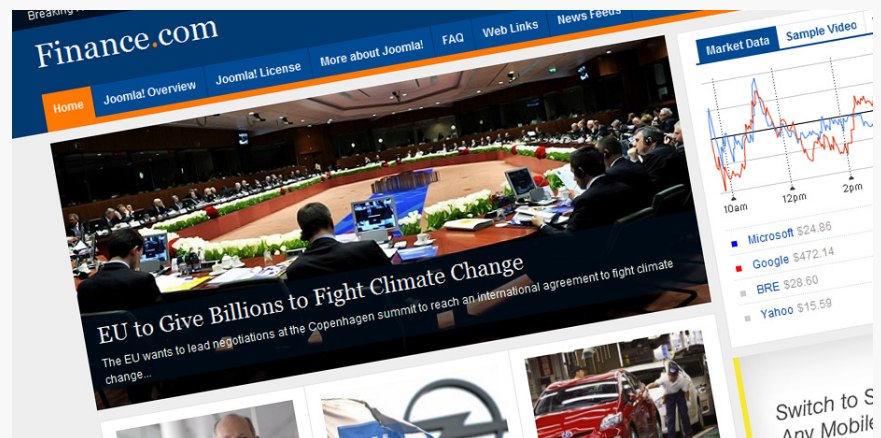 Breaking
Finance.com
Home
Joomla! Overview
Joomla! License
More about Joomla!
FAQ
Web Links
News Feeds
EU to Give Billions to Fight Climate Change
The EU wants to lead negotiations at the Copenhagen summit to reach an international agreement to fight climate
change...
Market Data
Sample Video
10am
12pm
2pm
Microsoft $24.86
Google $472.14
BRE $28.60
Yahoo $15.59
Switch to S
Any Mobile